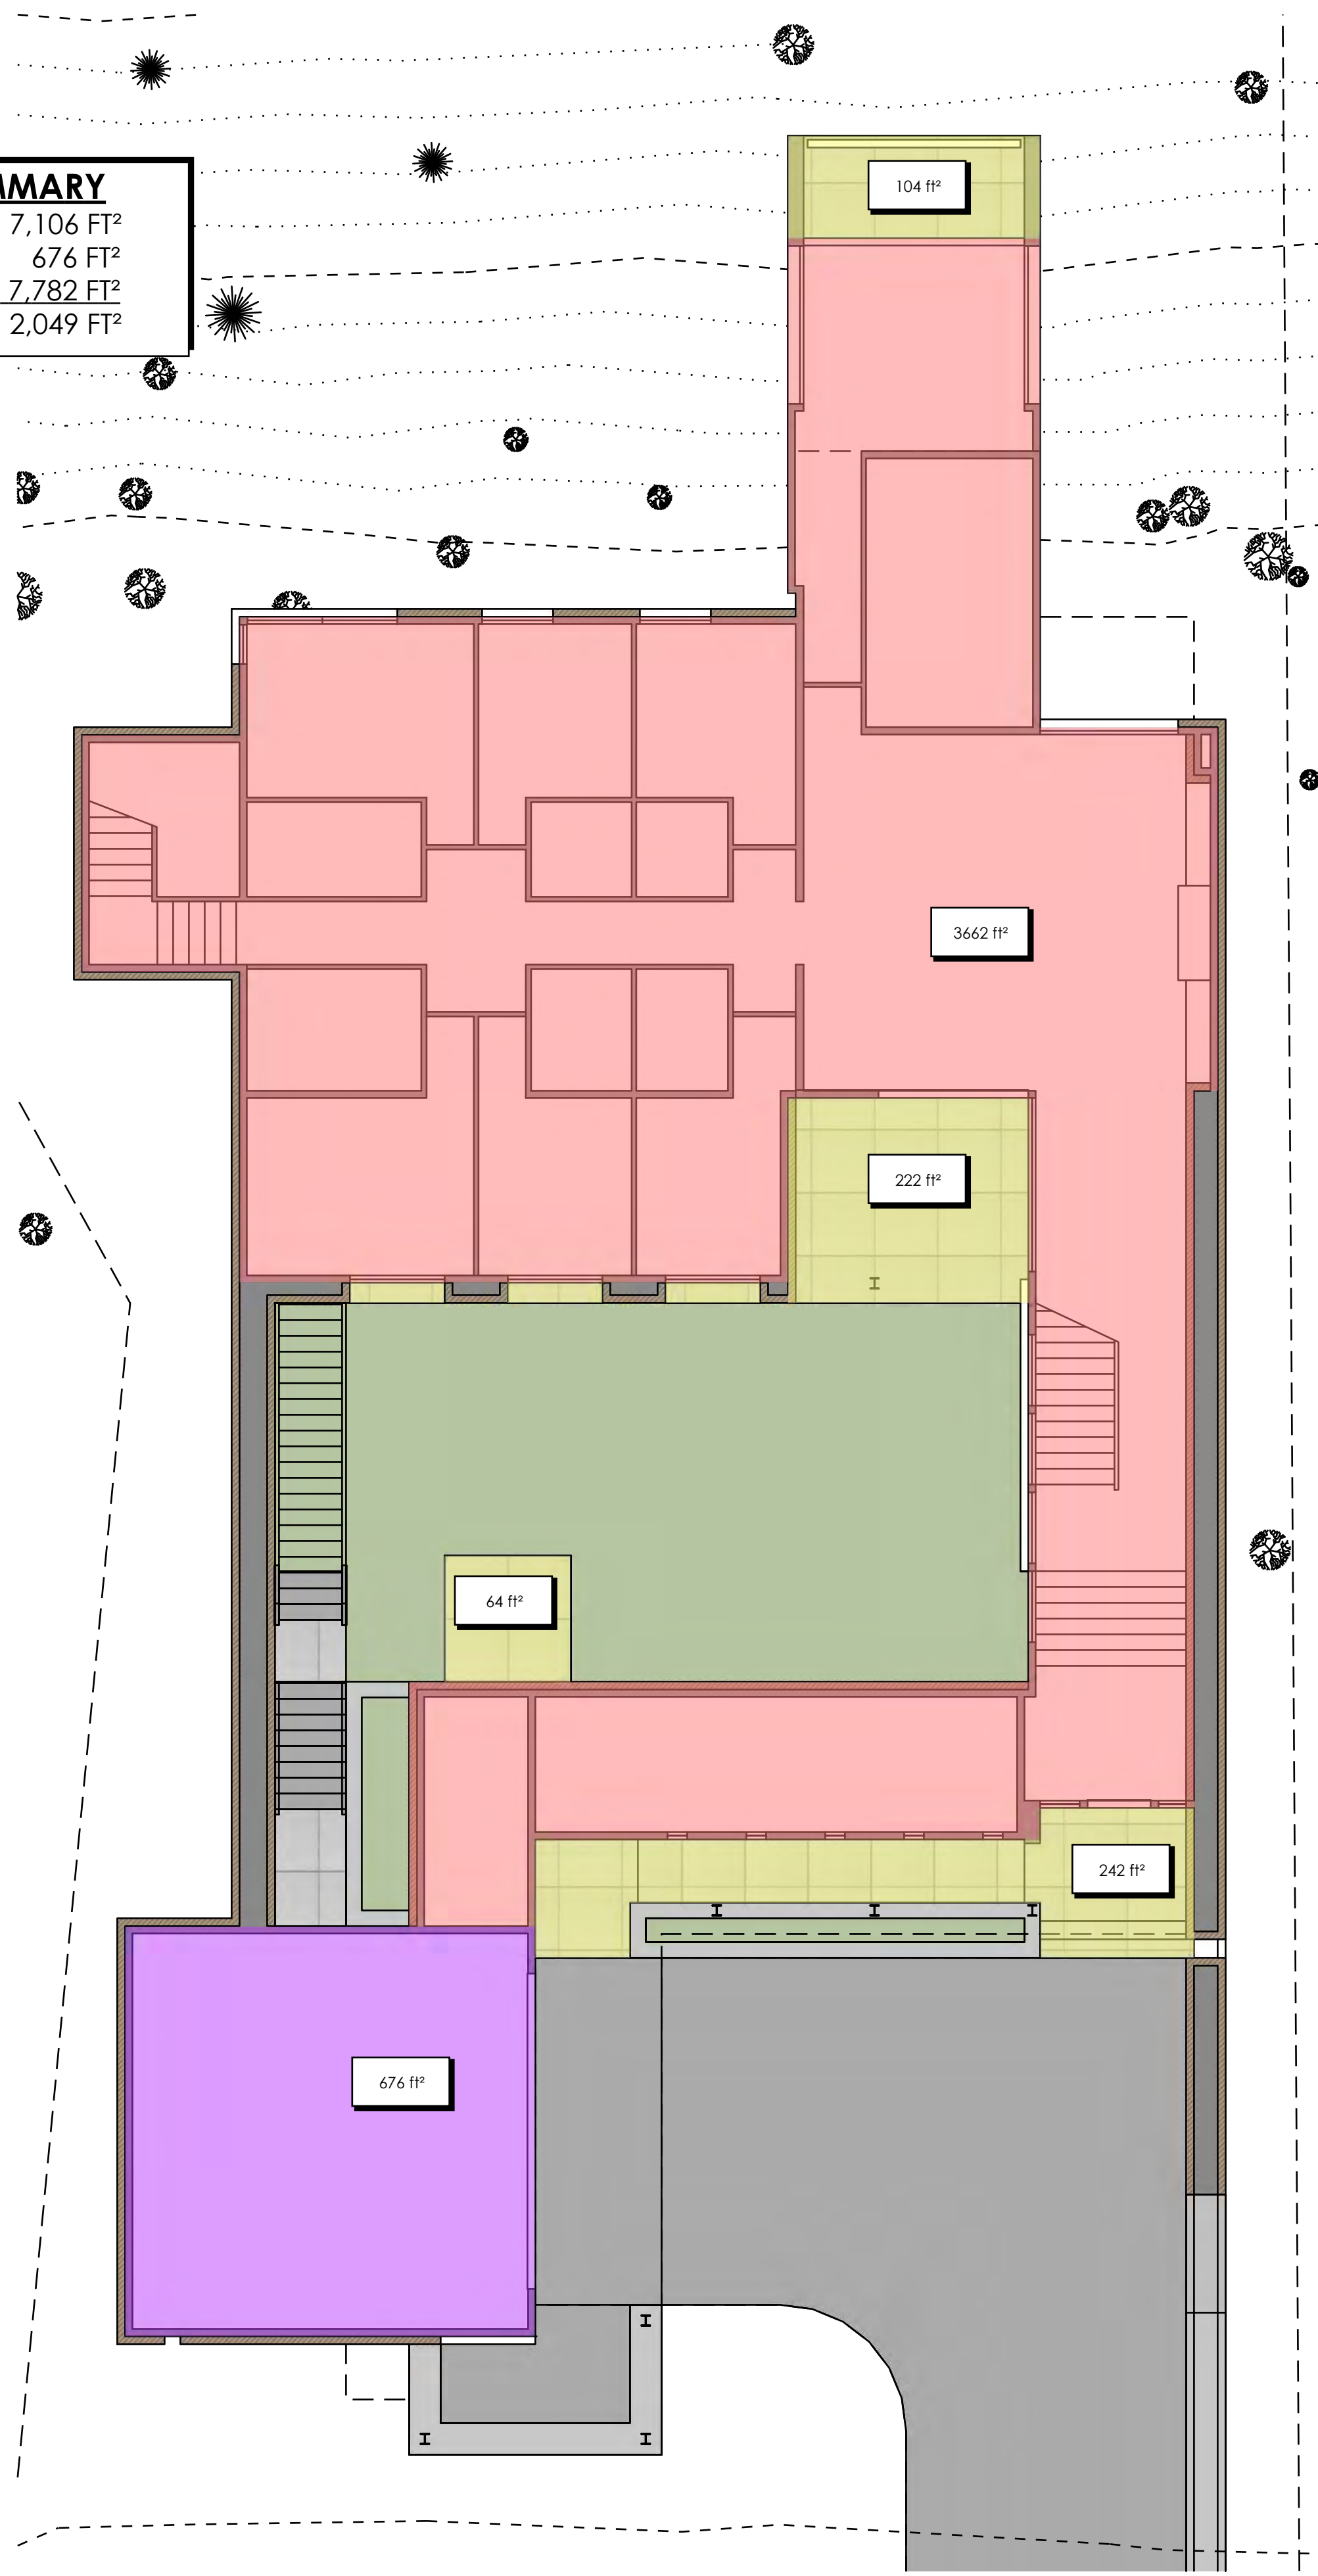 MMARY
7,106 FT²
676 FT²
7,782 FT²
2,049 FT²
104 ft²
3662 ft²
222 ft²
64 ft²
242 ft²
676 ft²